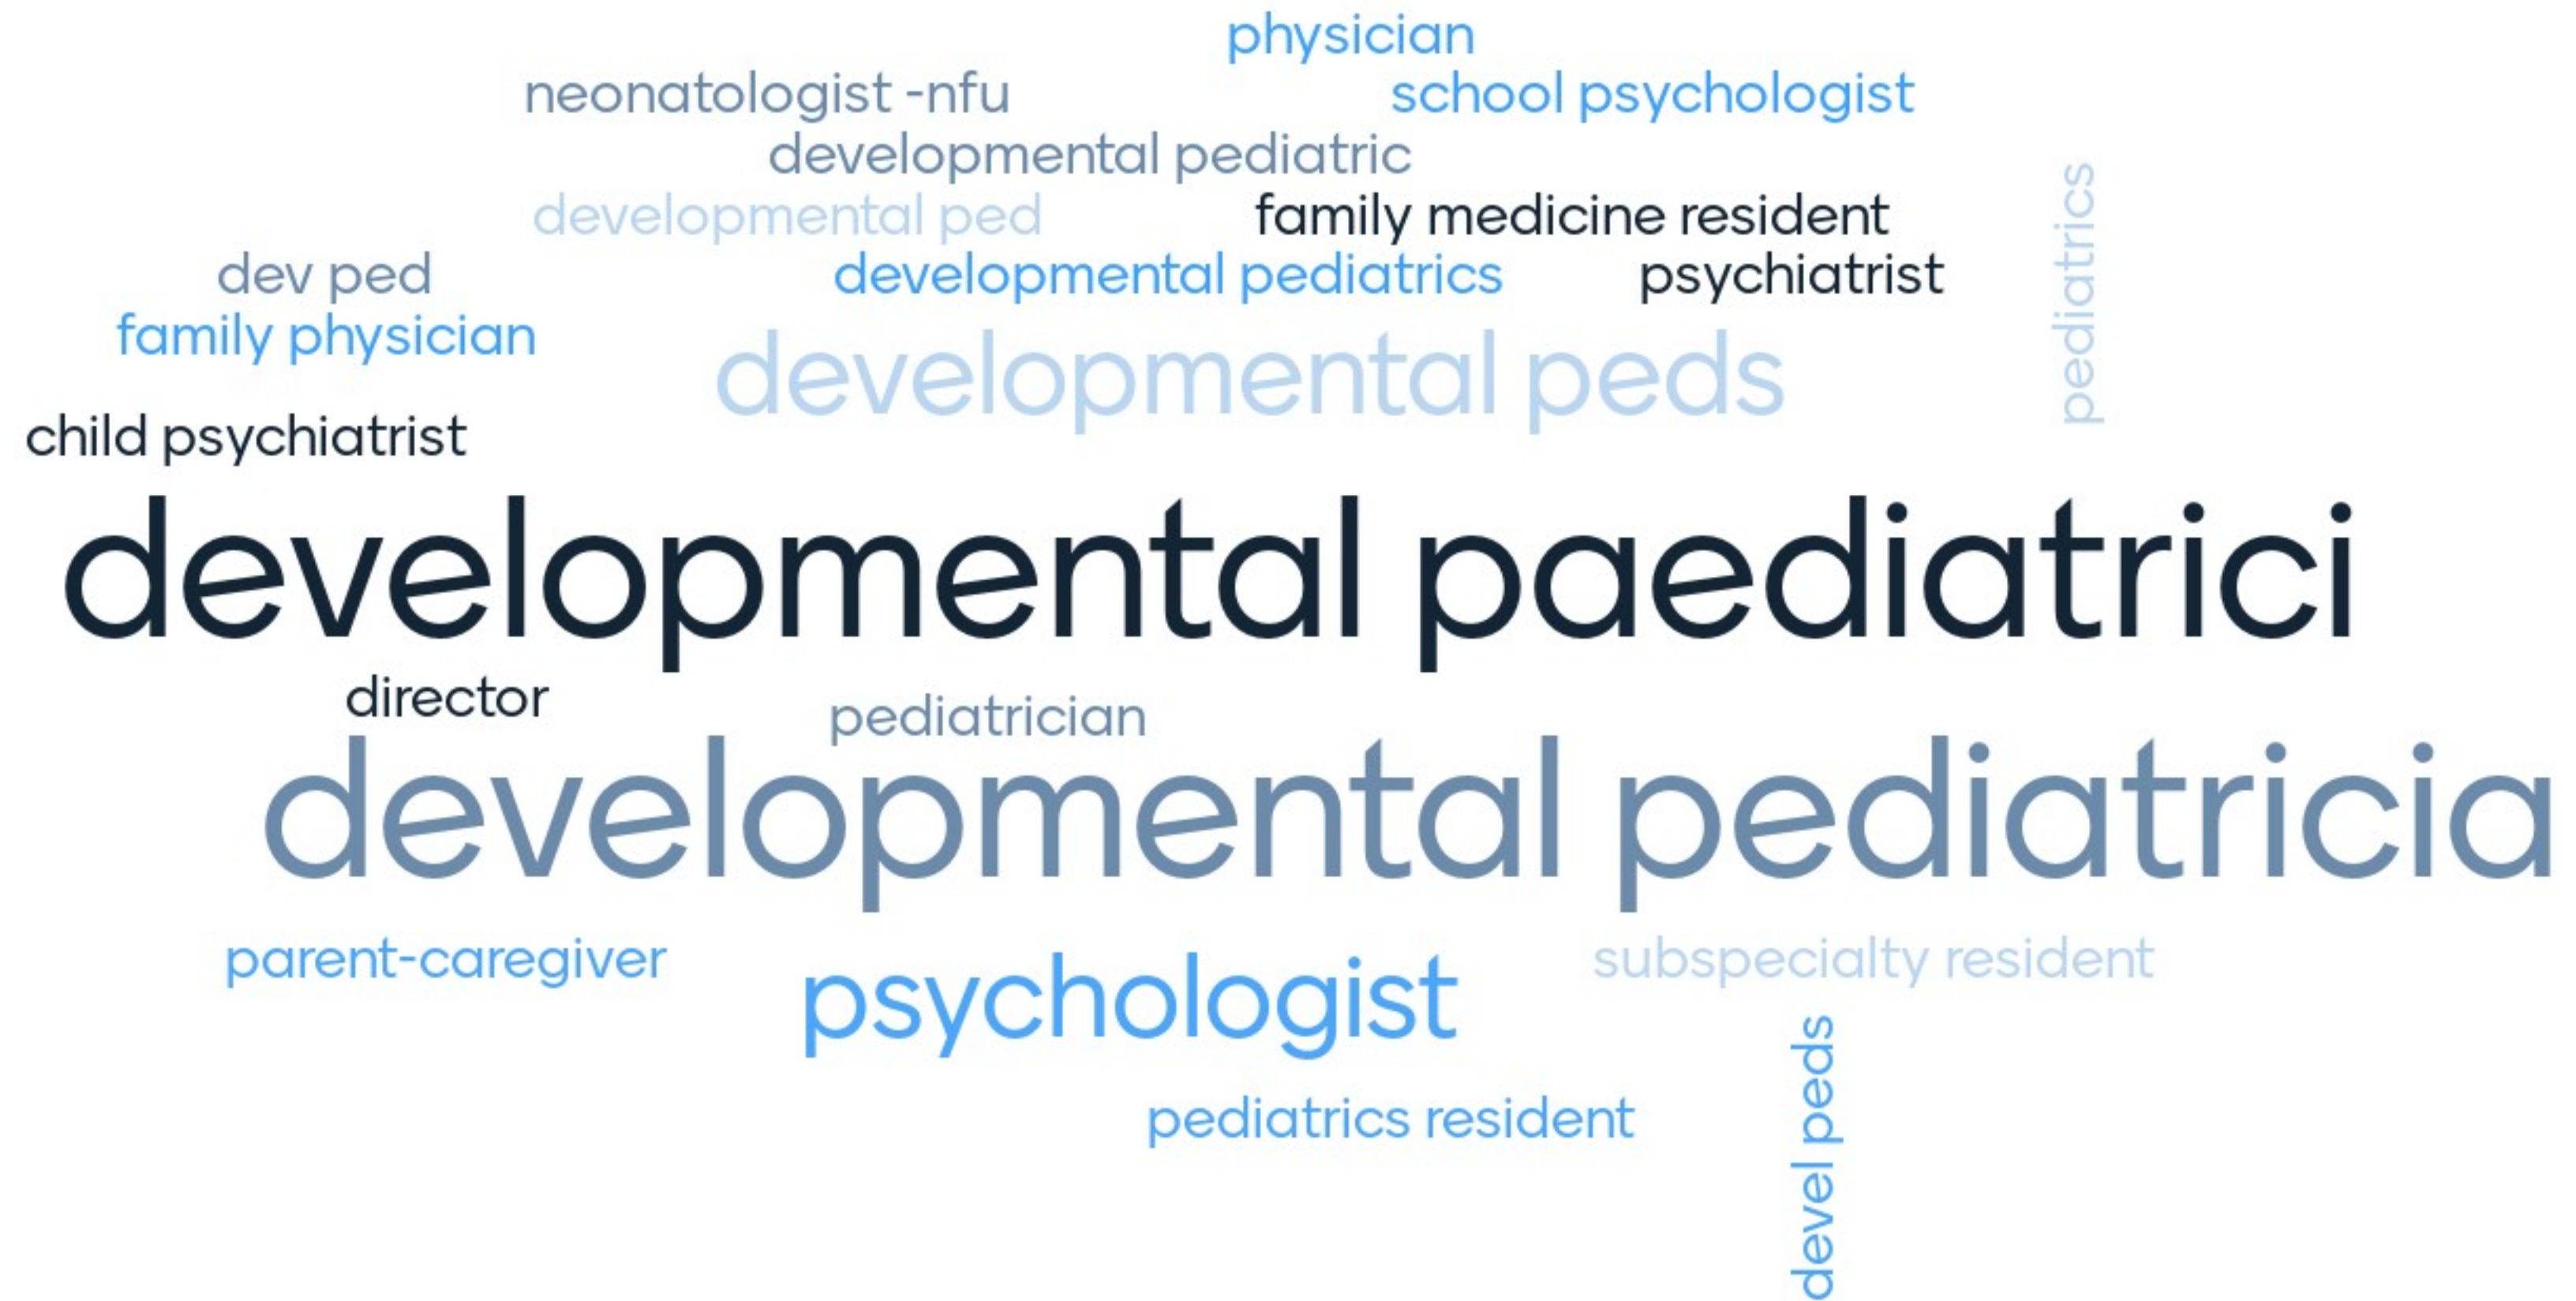 physician
neonatologist -nfu
school psychologist
developmental pediatric
developmental ped
family medicine resident
pediatrics
dev ped
developmental pediatrics
psychiatrist
family physician
developmental peds
child psychiatrist
developmental paediatrici
director
pediatrician
developmental pediatricia
parent-caregiver
psychologist
subspecialty resident
devel peds
pediatrics resident